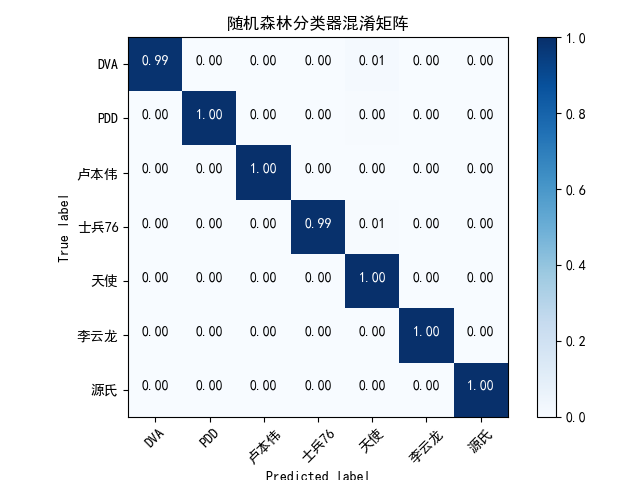 随机森林分类器混淆矩阵
DVA 0.99 0.00 0.00 0.00 0.01 0.00 0.00
PDD 0.00 1.00 0.00 0.00 0.00 0.00 0.00
卢本伟 0.00 0.00 1.00 0.00 0.00 0.00 0.00
士兵76 0.00 0.00 0.00 0.99 0.01 0.00 0.00
天使 0.00 0.00 0.00 0.00 1.00 0.00 0.00
李云龙 0.00 0.00 0.00 0.00 0.00 1.00 0.00
源氏 0.00 0.00 0.00 0.00 0.00 0.00 1.00
True label
DVA PDD 卢本伟 士兵76 天使 李云龙 源氏
Predicted label
1.0
0.8
0.6
0.4
0.2
0.0